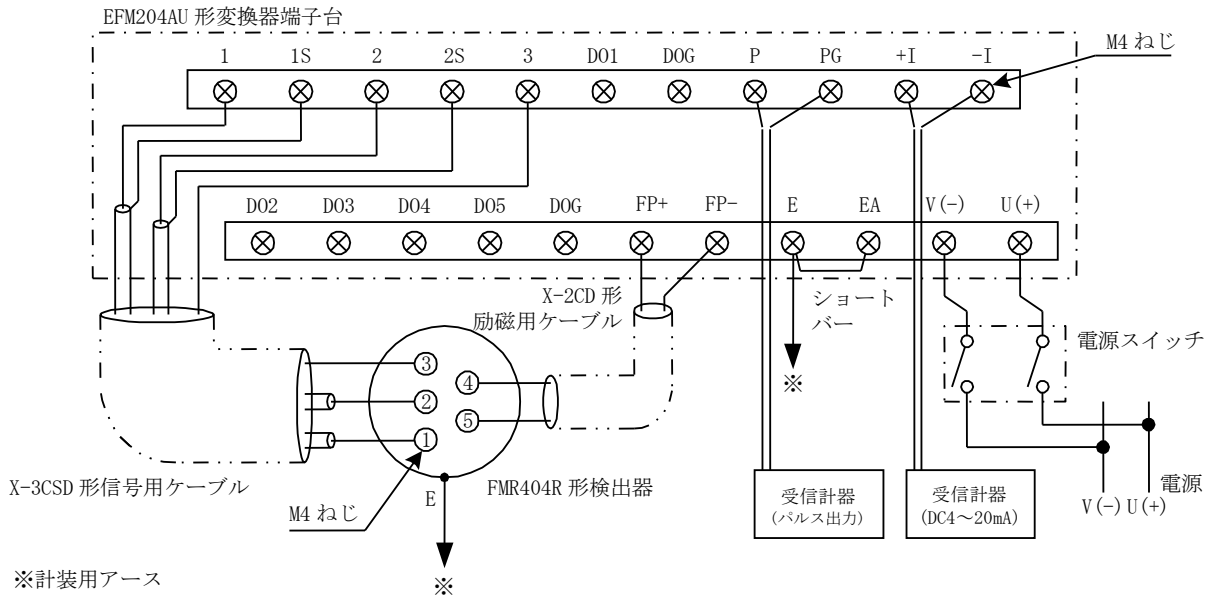 EFM204AU 形変換器端子台
M4 ねじ
1 1S 2 2S 3 DO1 DOG P PG +I -I
DO2 DO3 DO4 DO5 DOG FP+ FP- E EA V(-) U(+)
X-2CD 形
励磁用ケーブル
ショート
バー
電源スイッチ
※
3
4
2
5
1
X-3CSD 形信号用ケーブル
M4 ねじ
E
FMR404R 形検出器
受信計器
(パルス出力)
受信計器
(DC4～20mA)
電源
V(-) U(+)
※計装用アース
※